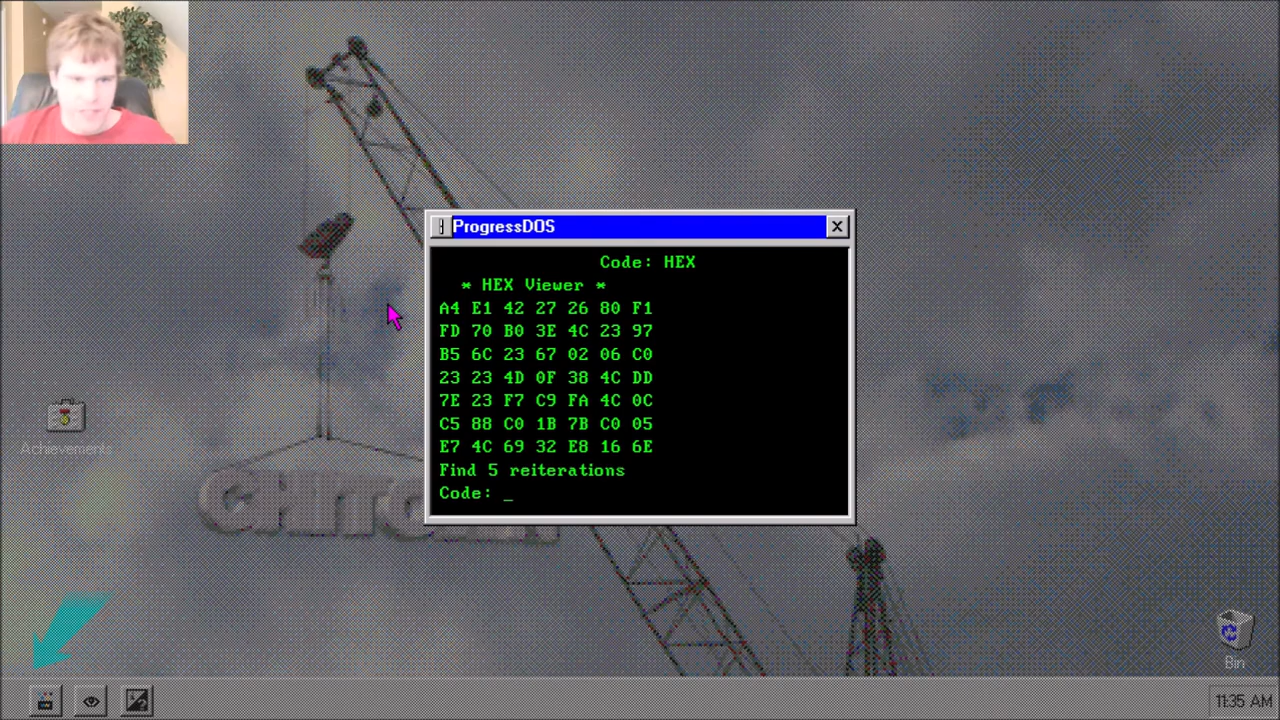 ProgressDOS
Code: HEX
* HEX Viewer *
A4 E1 42 27 26 80 F1
FD 70 B0 3E 4C 23 97
B5 6C 23 67 02 06 C0
23 23 4D 0F 38 4C DD
7E 23 F7 C9 FA 4C 0C
C5 88 C0 1B 7B C0 05
E7 4C 69 32 E8 16 6E
Find 5 reiterations
Code: _
Achievements
Bin
11:35 AM